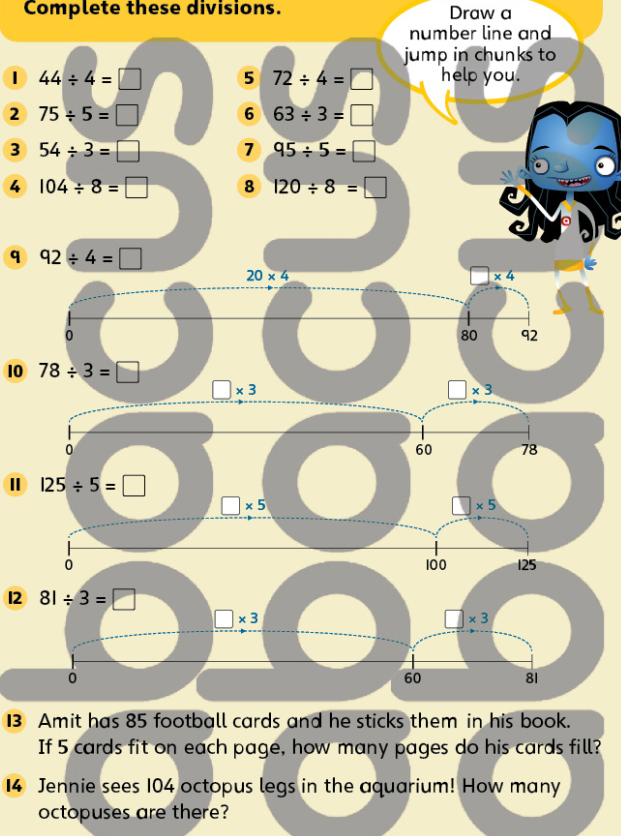 Complete these divisions.
Draw a
number line and
jump in chunks to
help you.
1 44 ÷ 4 =
5 72 ÷ 4 =
2 75 ÷ 5 =
6 63 ÷ 3 =
3 54 ÷ 3 =
7 95 ÷ 5 =
4 104 ÷ 8 =
8 120 ÷ 8 =
9 92 ÷ 4 =
20 × 4 × 4
0 80 92
10 78 ÷ 3 =
× 3 × 3
0 60 78
11 125 ÷ 5 =
× 5 × 5
0 100 125
12 81 ÷ 3 =
× 3 × 3
0 60 81
13 Amit has 85 football cards and he sticks them in his book.
If 5 cards fit on each page, how many pages do his cards fill?
14 Jennie sees 104 octopus legs in the aquarium! How many
octopuses are there?